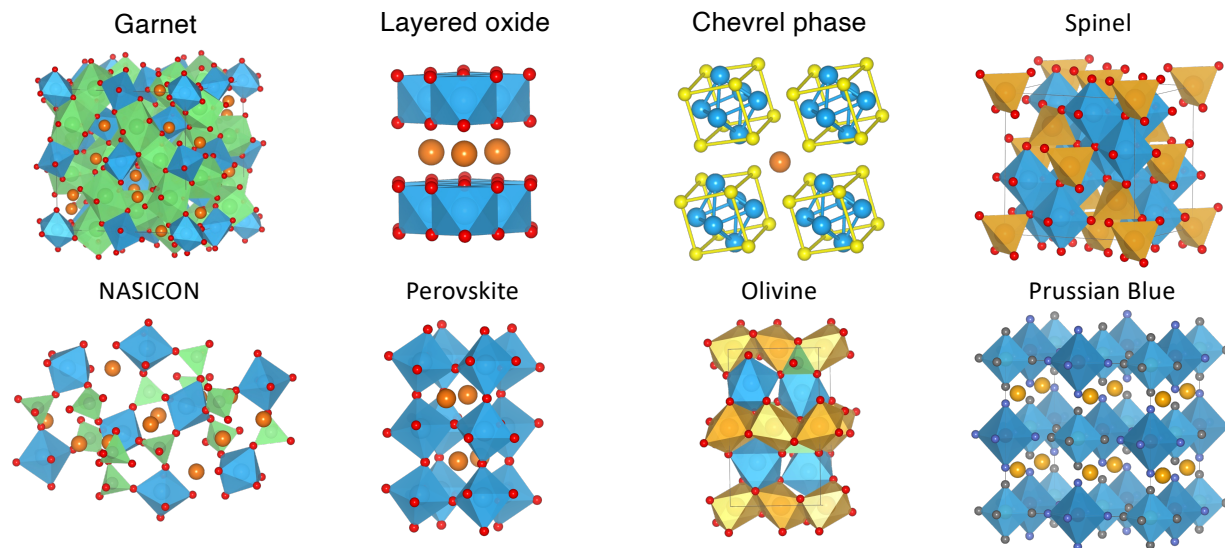 Garnet
Layered oxide
Chevrel phase
Spinel
NASICON
Perovskite
Olivine
Prussian Blue